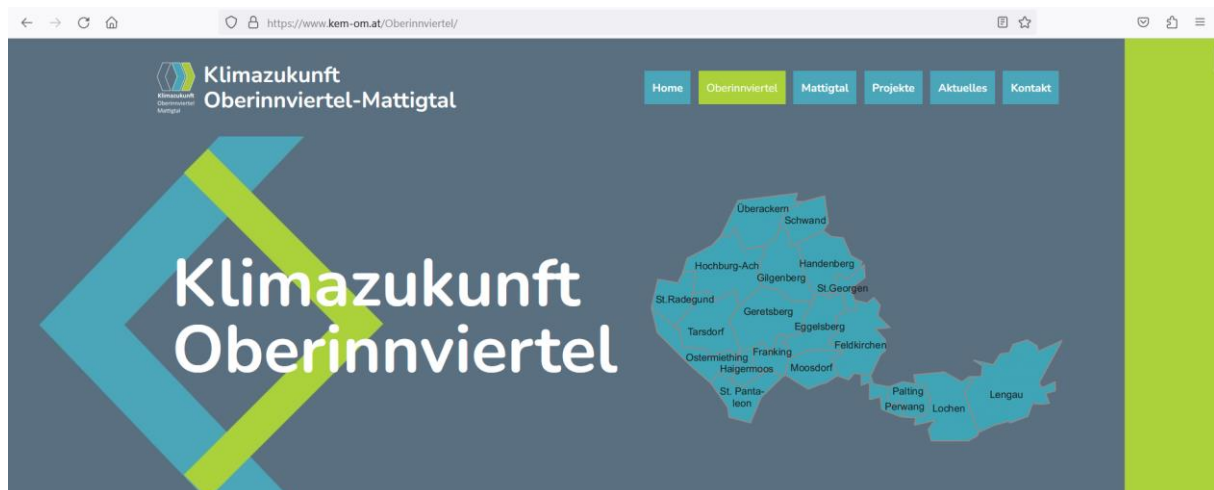 https://www.kem-om.at/Oberinnviertel/
Klimazukunft
Oberinnviertel
Mattigtal
Klimazukunft
Oberinnviertel-Mattigtal
Home
Oberinnviertel
Mattigtal
Projekte
Aktuelles
Kontakt
Klimazukunft
Oberinnviertel
Überackern
Schwand
Hochburg-Ach
Handenberg
Gilgenberg
St.Georgen
St.Radegund
Geretsberg
Tarsdorf
Eggelsberg
Feldkirchen
Ostermiething
Franking
Haigermoos
Moosdorf
St. Panta-
leon
Palting
Perwang
Lochen
Lengau